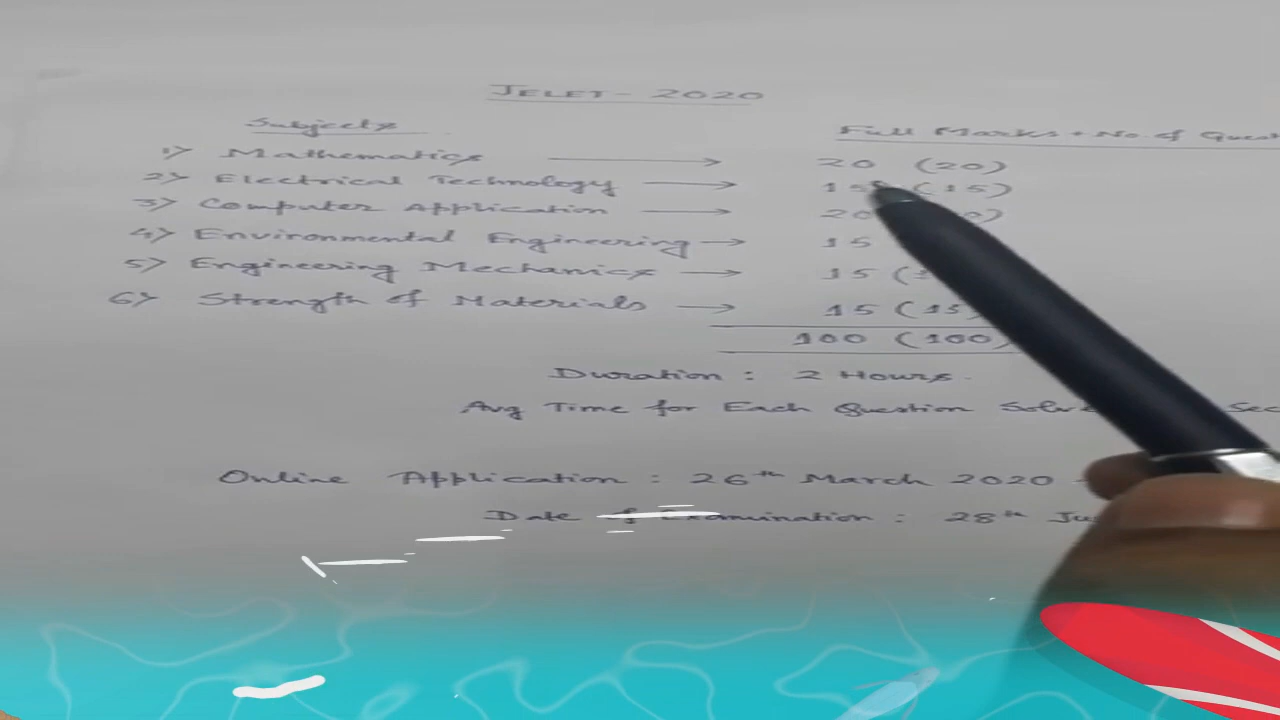 JELET - 2020
Subjects Full Marks + No. of
1) Mathematics → 20 (20)
2) Electrical Technology → 15 (15)
3) Computer Application → 20
4) Environmental Engineering → 15
5) Engineering Mechanics → 15
6) Strength of Materials → 15 (15)
100 (100)
Duration : 2 Hours.
Avg Time for Each Question
Online Application : 26th March 2020
Date of Examination : 28th